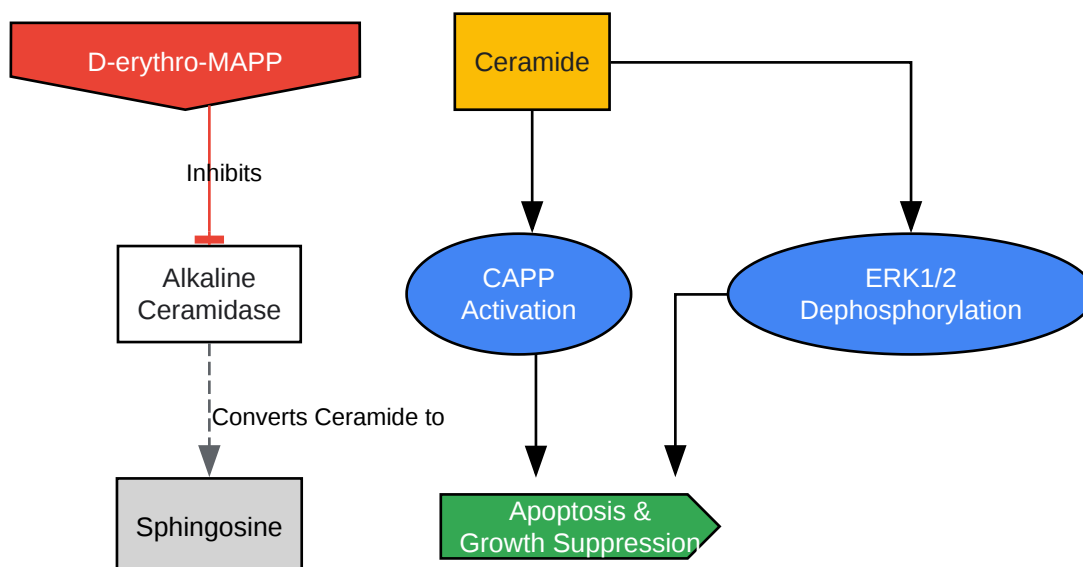 D-erythro-MAPP
Ceramide
Inhibits
Alkaline
Ceramidase
CAPP
Activation
ERK1/2
Dephosphorylation
Converts Ceramide to
Sphingosine
Apoptosis &
Growth Suppression